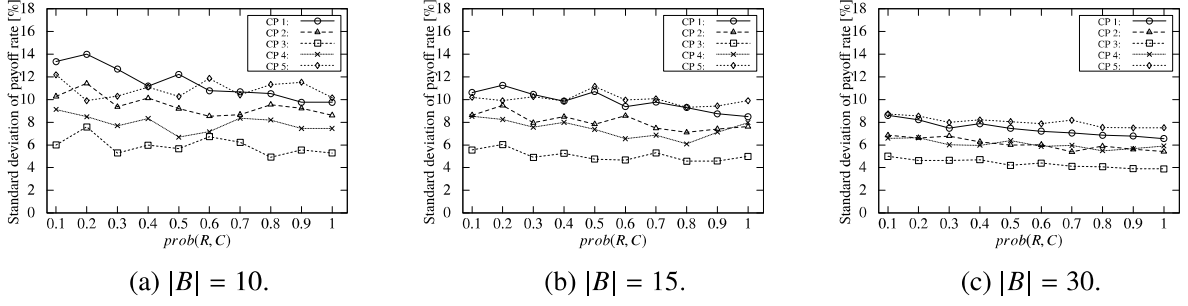 Standard deviation of payoff rate [%]
18
16
14
12
10
8
6
4
2
0
CP 1:
CP 2:
CP 3:
CP 4:
CP 5:
0.1 0.2 0.3 0.4 0.5 0.6 0.7 0.8 0.9 1
prob(R, C)
(a) |B| = 10.
Standard deviation of payoff rate [%]
18
16
14
12
10
8
6
4
2
0
CP 1:
CP 2:
CP 3:
CP 4:
CP 5:
0.1 0.2 0.3 0.4 0.5 0.6 0.7 0.8 0.9 1
prob(R, C)
(b) |B| = 15.
Standard deviation of payoff rate [%]
18
16
14
12
10
8
6
4
2
0
CP 1:
CP 2:
CP 3:
CP 4:
CP 5:
0.1 0.2 0.3 0.4 0.5 0.6 0.7 0.8 0.9 1
prob(R, C)
(c) |B| = 30.